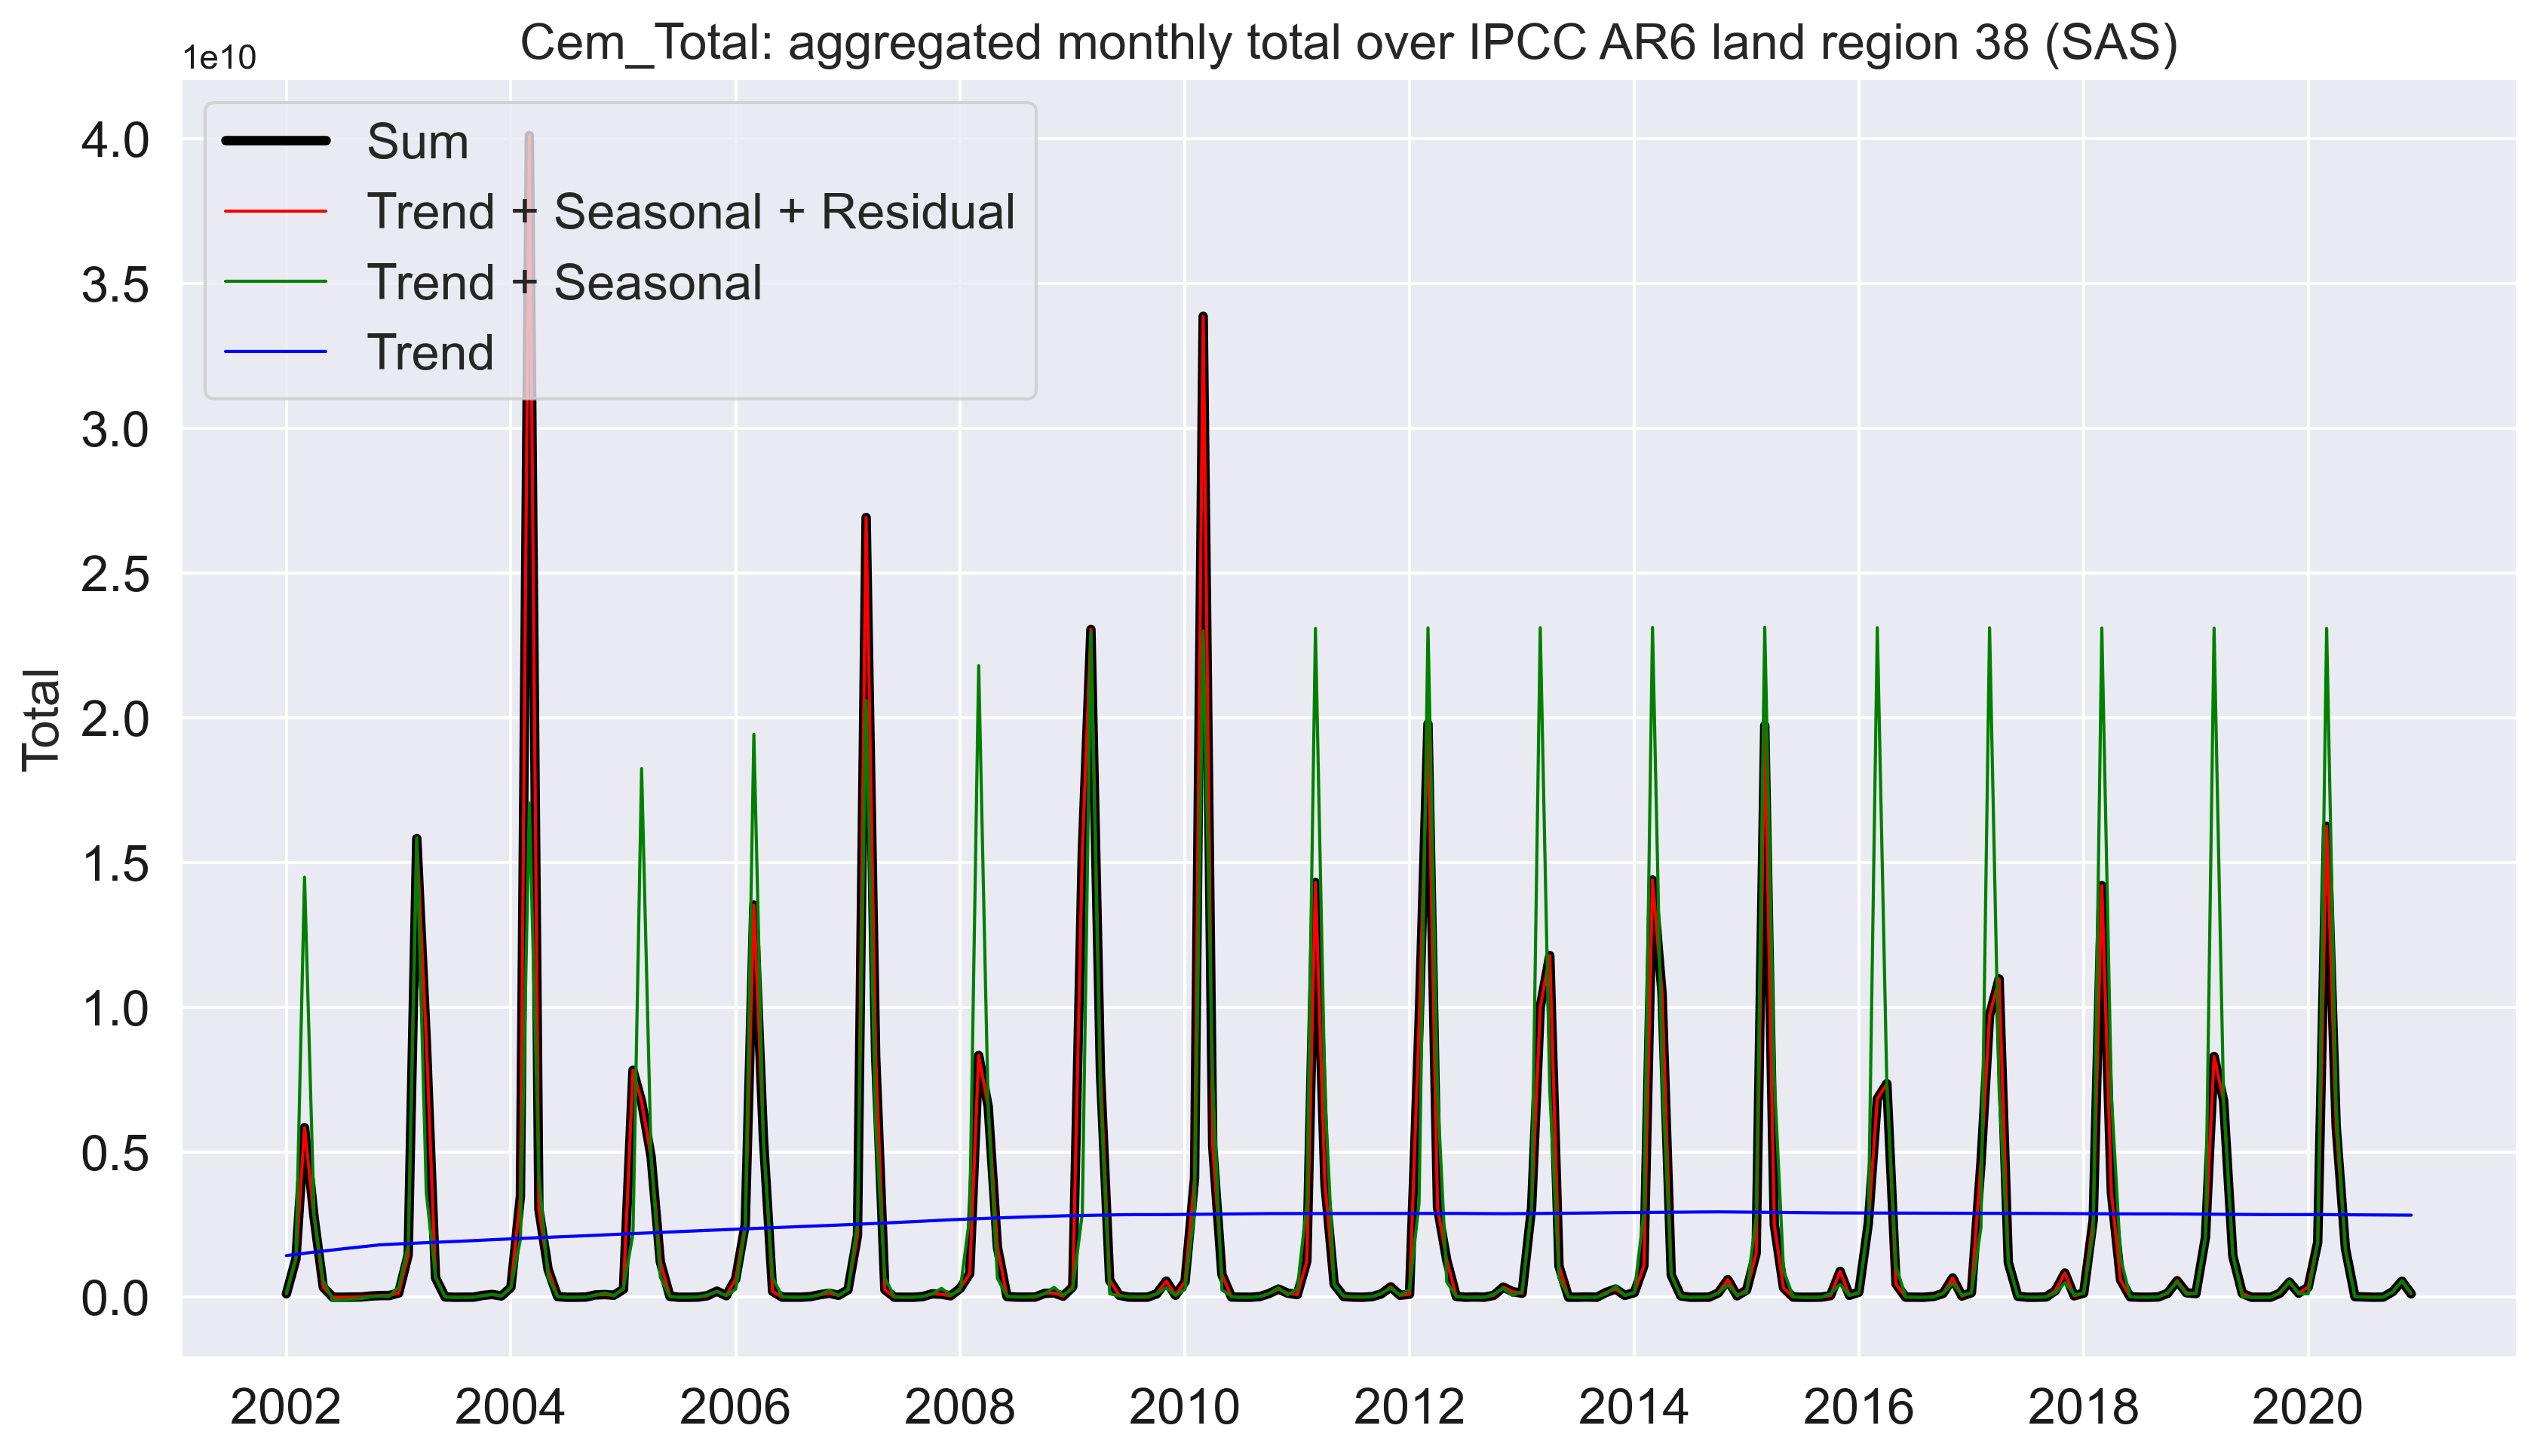 Cem_Total: aggregated monthly total over IPCC AR6 land region 38 (SAS)
1e10
Sum
Trend + Seasonal + Residual
Trend + Seasonal
Trend
4.0
3.5
3.0
2.5
2.0
1.5
1.0
0.5
0.0
Total
2002 2004 2006 2008 2010 2012 2014 2016 2018 2020